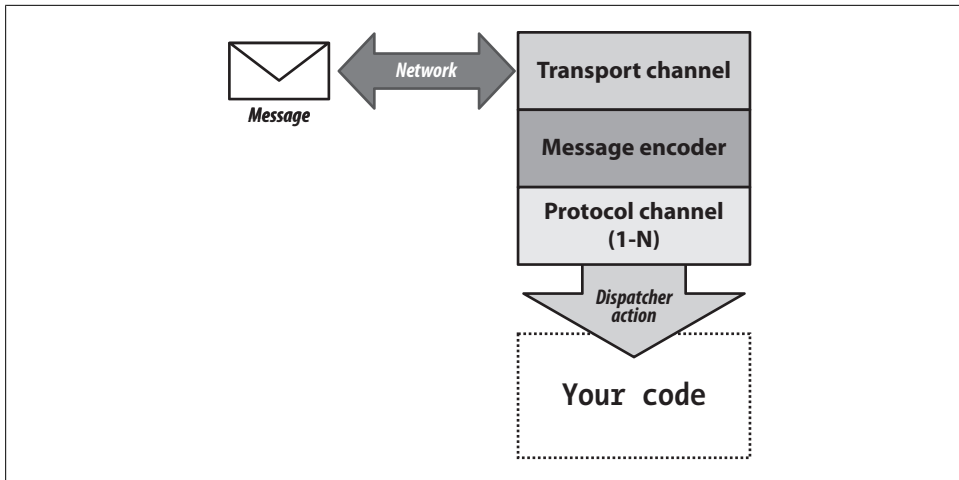 Network
Message
Transport channel
Message encoder
Protocol channel
(1-N)
Dispatcher
action
Your code